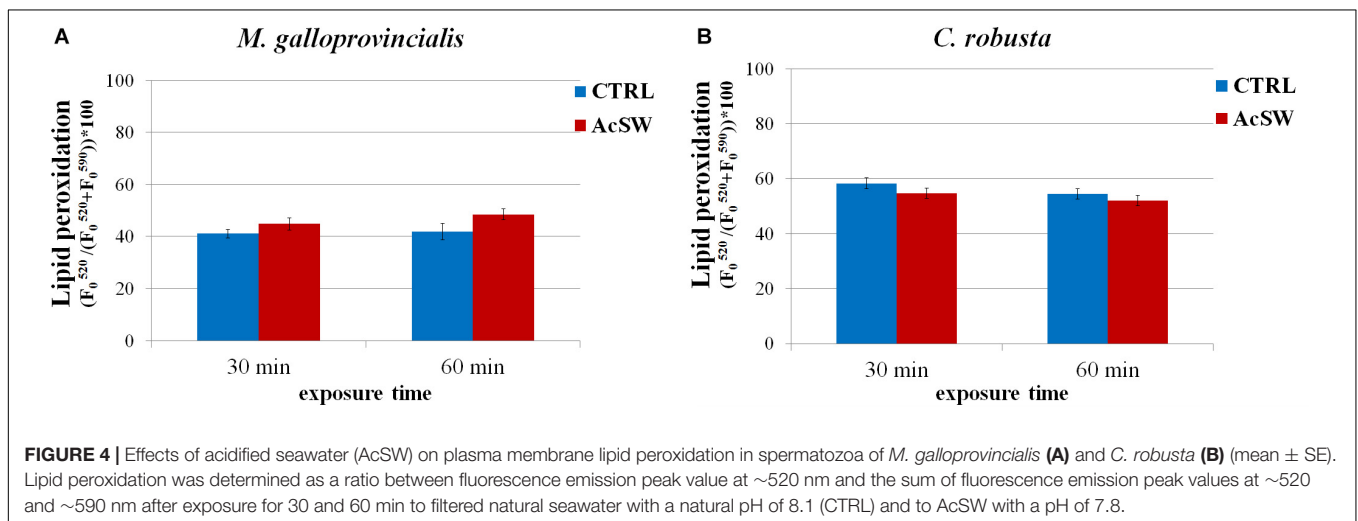 A
M. galloprovincialis
Lipid peroxidation
(F₀⁵²⁰/(F₀⁵²⁰+F₀⁵⁹⁰))*100
100
80
60
40
20
0
CTRL
AcSW
30 min
60 min
exposure time
B
C. robusta
Lipid peroxidation
(F₀⁵²⁰/(F₀⁵²⁰+F₀⁵⁹⁰))*100
100
80
60
40
20
0
CTRL
AcSW
30 min
60 min
exposure time
FIGURE 4 | Effects of acidified seawater (AcSW) on plasma membrane lipid peroxidation in spermatozoa of M. galloprovincialis (A) and C. robusta (B) (mean ± SE).
Lipid peroxidation was determined as a ratio between fluorescence emission peak value at ~520 nm and the sum of fluorescence emission peak values at ~520
and ~590 nm after exposure for 30 and 60 min to filtered natural seawater with a natural pH of 8.1 (CTRL) and to AcSW with a pH of 7.8.